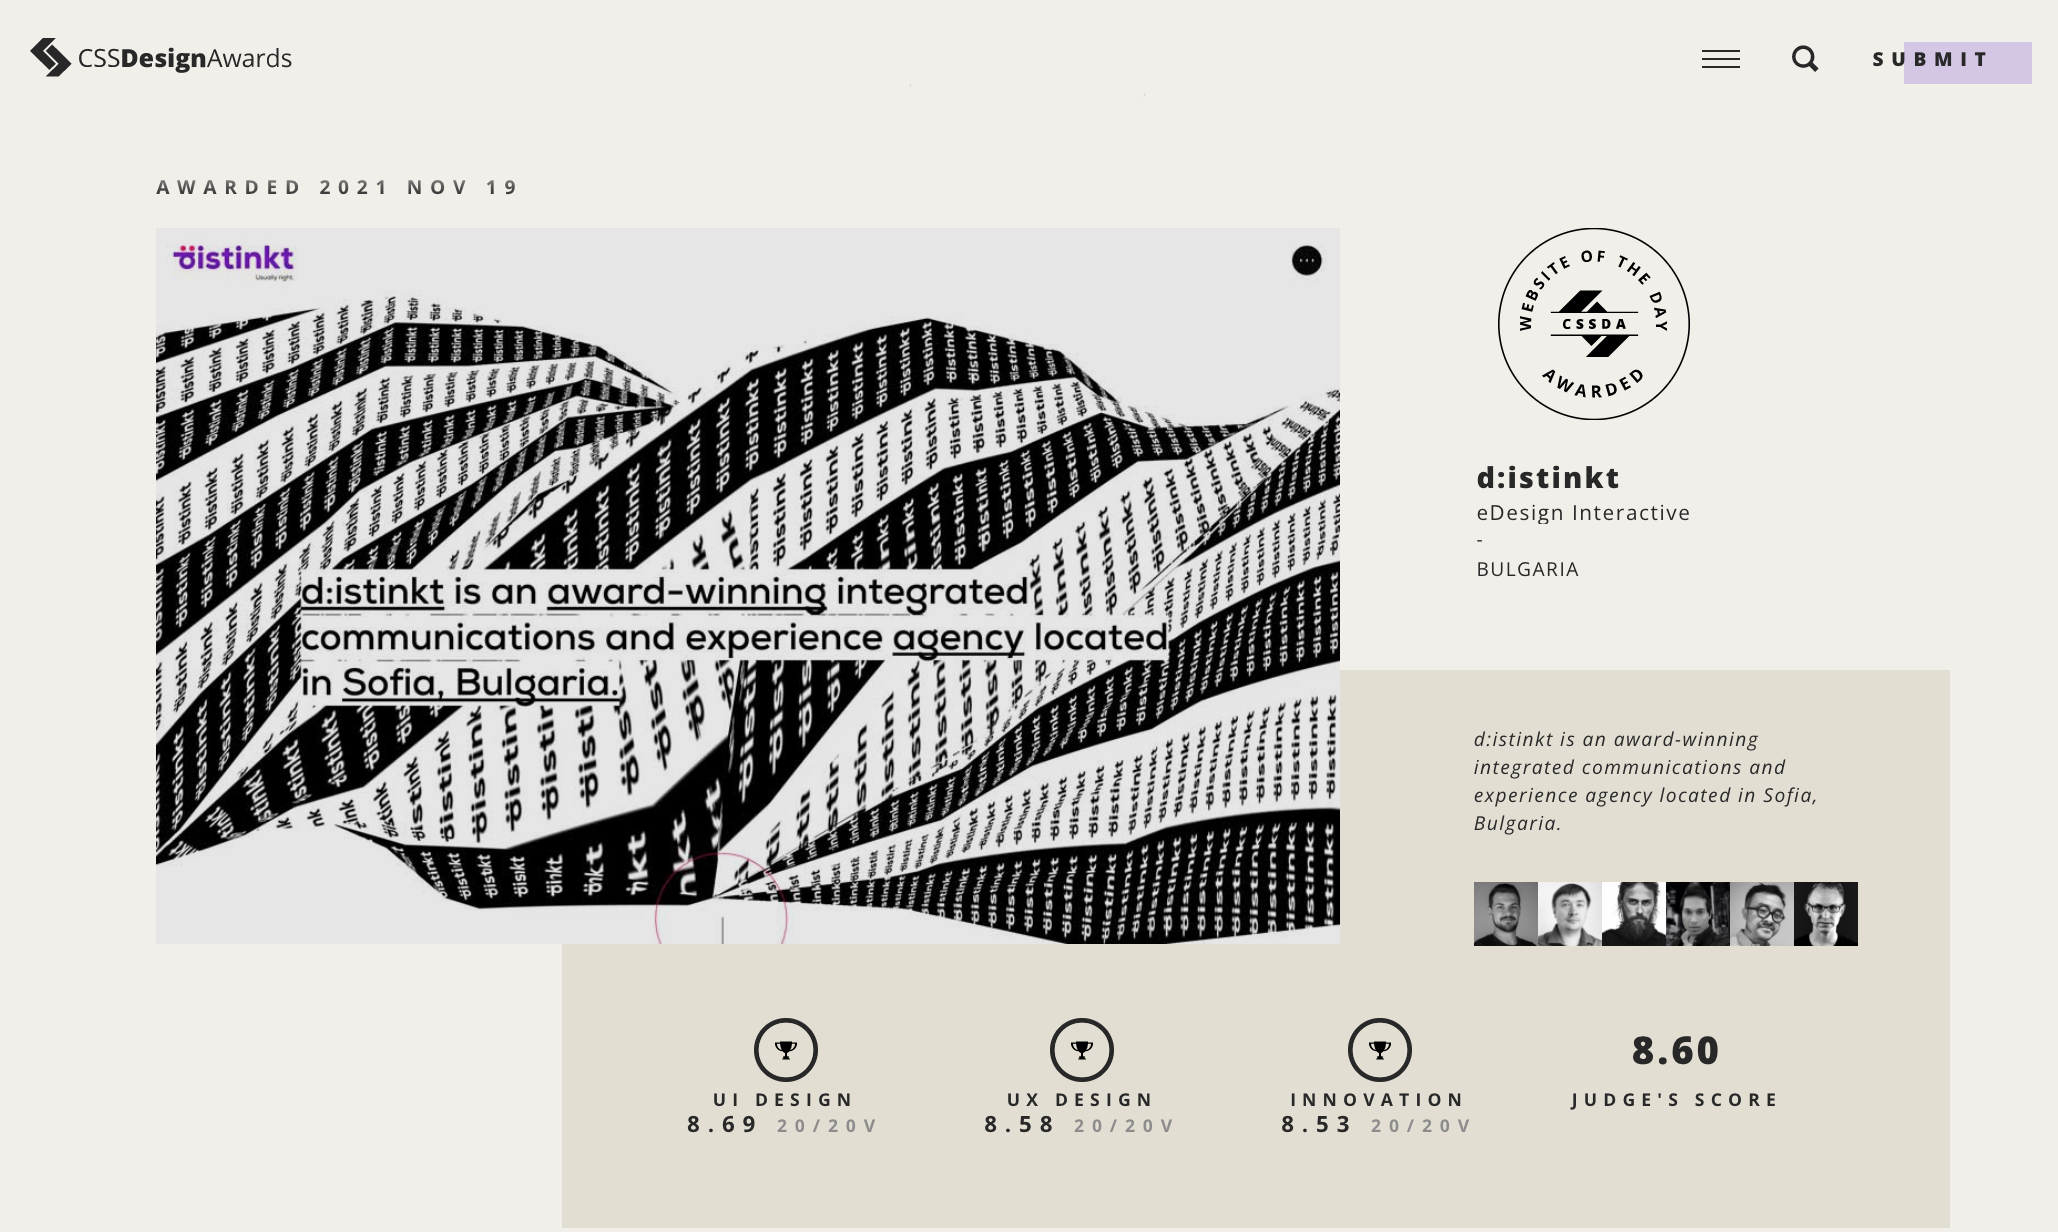 CSSDesignAwards
SUBMIT
AWARDED 2021 NOV 19
d:istinkt
Usually right.
d:istinkt is an award-winning integrated
communications and experience agency located
in Sofia, Bulgaria.
WEBSITE OF THE DAY
CSSDA
AWARDED
d:istinkt
eDesign Interactive
-
BULGARIA
d:istinkt is an award-winning
integrated communications and
experience agency located in Sofia,
Bulgaria.
UI DESIGN
8.69 20/20V
UX DESIGN
8.58 20/20V
INNOVATION
8.53 20/20V
8.60
JUDGE'S SCORE